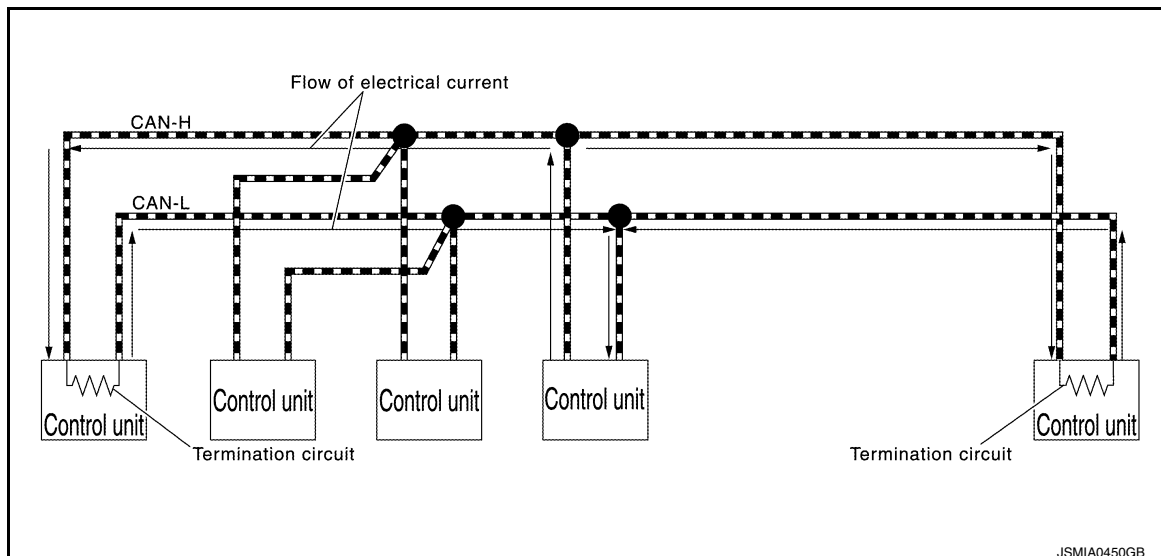 Flow of electrical current
CAN-H
CAN-L
Control unit
Control unit
Control unit
Control unit
Control unit
Termination circuit
Termination circuit
JSMIA0450GB